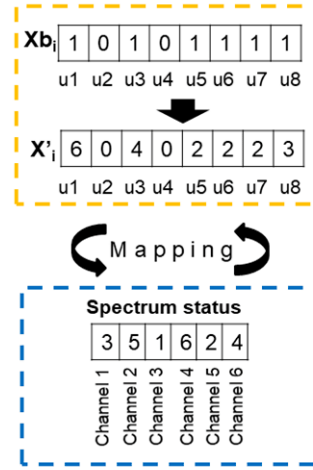 Xbi 1 0 1 0 1 1 1 1
u1 u2 u3 u4 u5 u6 u7 u8
X'i 6 0 4 0 2 2 2 3
u1 u2 u3 u4 u5 u6 u7 u8
Mapping
Spectrum status
3 5 1 6 2 4
Channel 1
Channel 2
Channel 3
Channel 4
Channel 5
Channel 6